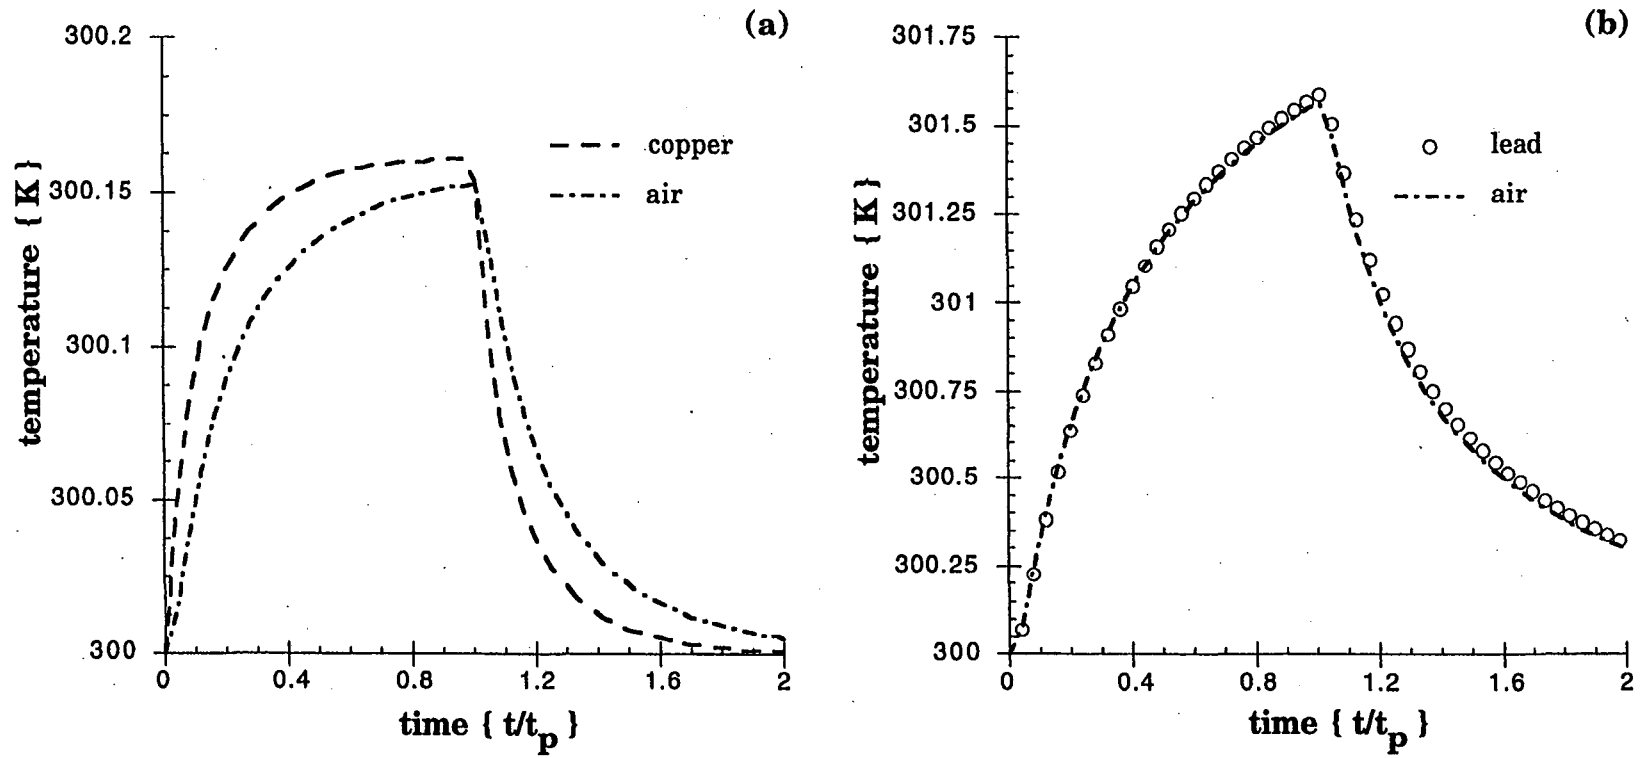 (a)
300.2
300.15
300.1
300.05
300
temperature { K }
copper
air
0 0.4 0.8 1.2 1.6 2
time { t/tp }
(b)
301.75
301.5
301.25
301
300.75
300.5
300.25
300
temperature { K }
lead
air
0 0.4 0.8 1.2 1.6 2
time { t/tp }